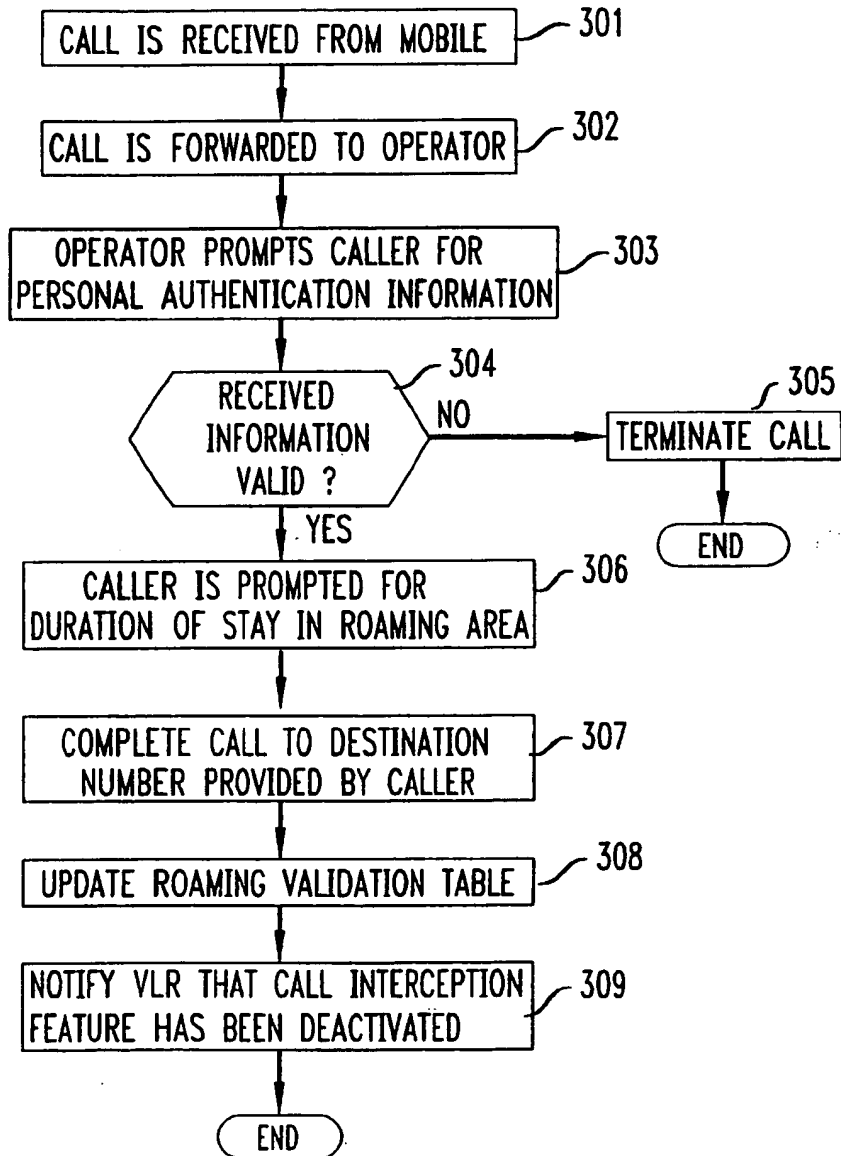 CALL IS RECEIVED FROM MOBILE
301
CALL IS FORWARDED TO OPERATOR
302
OPERATOR PROMPTS CALLER FOR
PERSONAL AUTHENTICATION INFORMATION
303
RECEIVED
INFORMATION
VALID ?
304
NO
TERMINATE CALL
305
END
YES
CALLER IS PROMPTED FOR
DURATION OF STAY IN ROAMING AREA
306
COMPLETE CALL TO DESTINATION
NUMBER PROVIDED BY CALLER
307
UPDATE ROAMING VALIDATION TABLE
308
NOTIFY VLR THAT CALL INTERCEPTION
FEATURE HAS BEEN DEACTIVATED
309
END